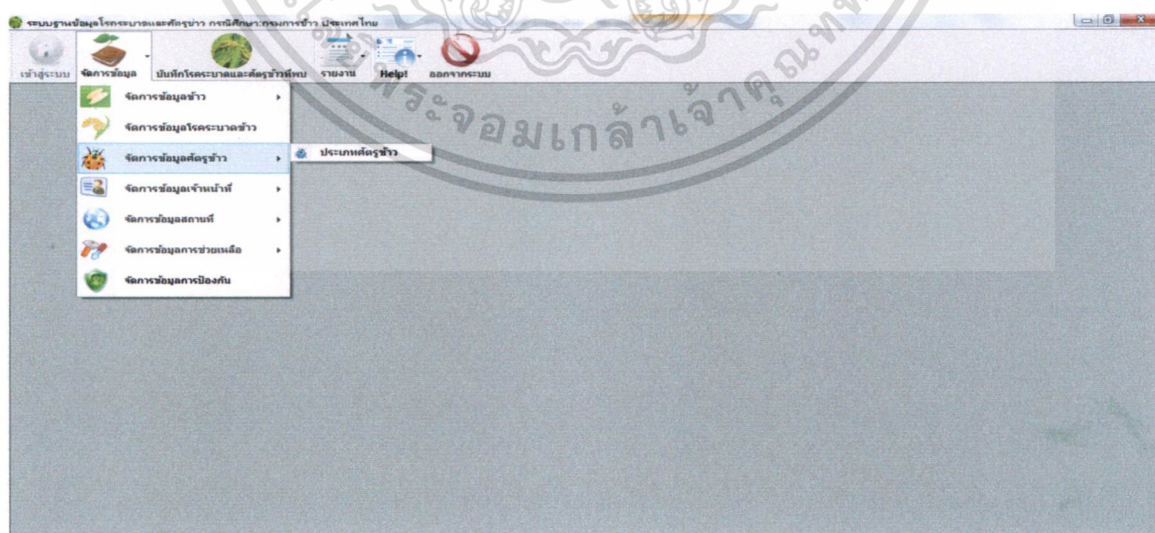 ระบบฐานข้อมูลโรคระบาดและศัตรูข้าว กรณีศึกษา:กรมการข้าว ประเทศไทย
เข้าสู่ระบบ จัดการข้อมูล บันทึกโรคระบาดและศัตรูข้าวที่พบ รายงาน Help! ออกจากระบบ
จัดการข้อมูลข้าว
จัดการข้อมูลโรคระบาดข้าว
จัดการข้อมูลศัตรูข้าว ประเภทศัตรูข้าว
จัดการข้อมูลเจ้าหน้าที่
จัดการข้อมูลสถานที่
จัดการข้อมูลการช่วยเหลือ
จัดการข้อมูลการป้องกัน
พระจอมเกล้าเจ้าคุณท